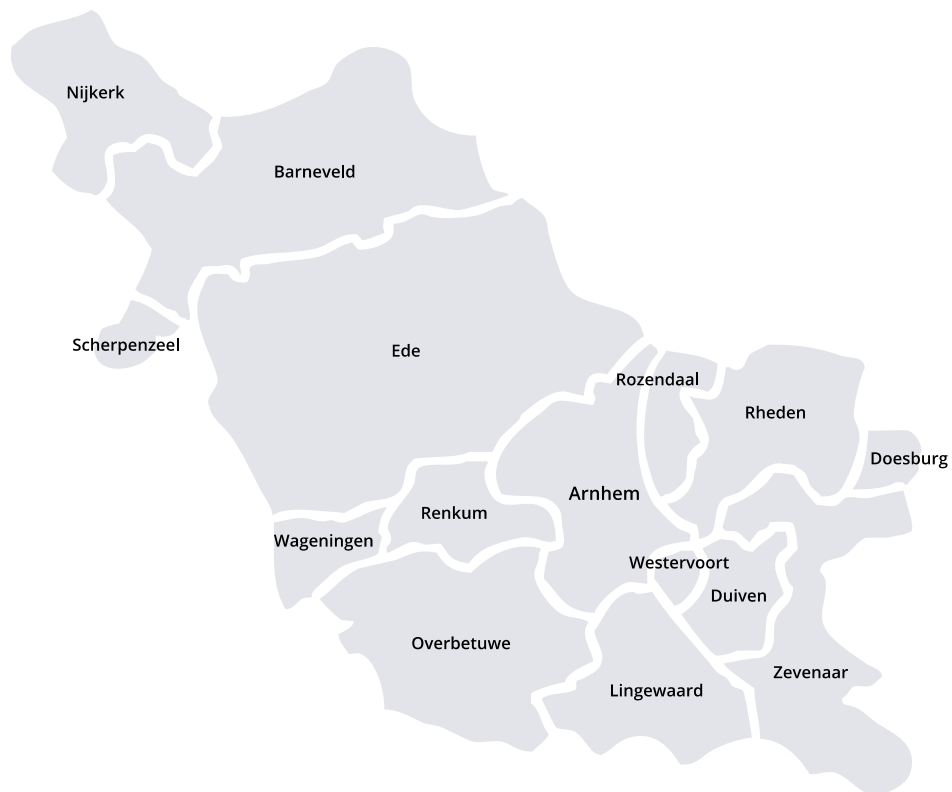 Nijkerk
Barneveld
Scherpenzeel
Ede
Rozendaal
Rheden
Doesburg
Arnhem
Renkum
Wageningen
Westervoort
Duiven
Overbetuwe
Zevenaar
Lingewaard